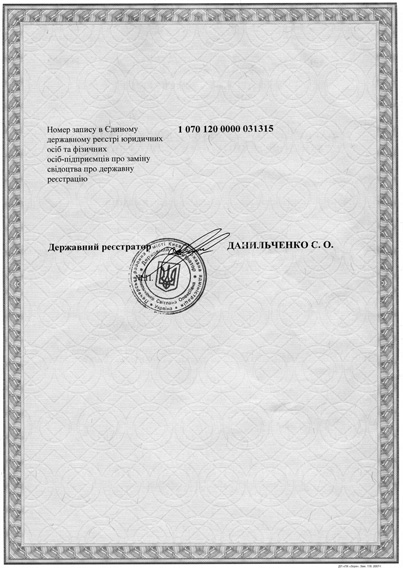 Номер запису в Єдиному 1 070 120 0000 031315
державному реєстрі юридичних
осіб та фізичних
осіб-підприємців про заміну
свідоцтва про державну
реєстрацію
Державний реєстратор ДАНИЛЬЧЕНКО С. О.
Україна